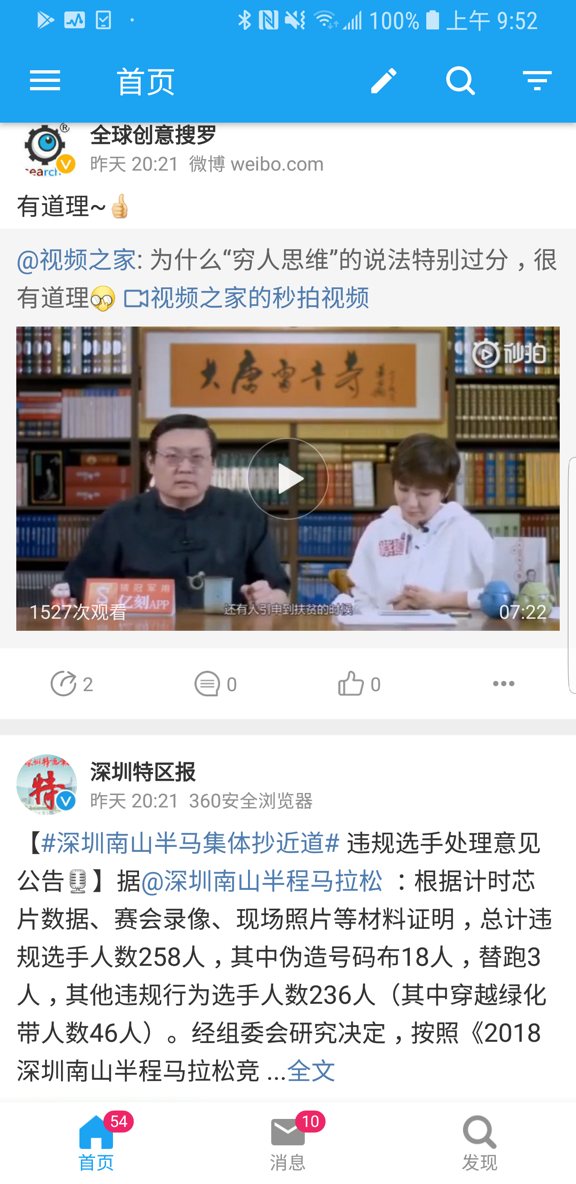 100% 上午 9:52
首页
全球创意搜罗
昨天 20:21 微博 weibo.com
有道理~👍
@视频之家: 为什么“穷人思维”的说法特别过分，很
有道理 视频之家的秒拍视频
秒拍
大唐雷音寺
亿刻APP
还有人引申到扶贫的时候
1527次观看
07:22
2
0
0
深圳特区报
昨天 20:21 360安全浏览器
【#深圳南山半马集体抄近道# 违规选手处理意见
公告🎙】据@深圳南山半程马拉松 ：根据计时芯
片数据、赛会录像、现场照片等材料证明，总计违
规选手人数258人，其中伪造号码布18人，替跑3
人，其他违规行为选手人数236人（其中穿越绿化
带人数46人）。经组委会研究决定，按照《2018
深圳南山半程马拉松竞 ...全文
54
10
首页
消息
发现